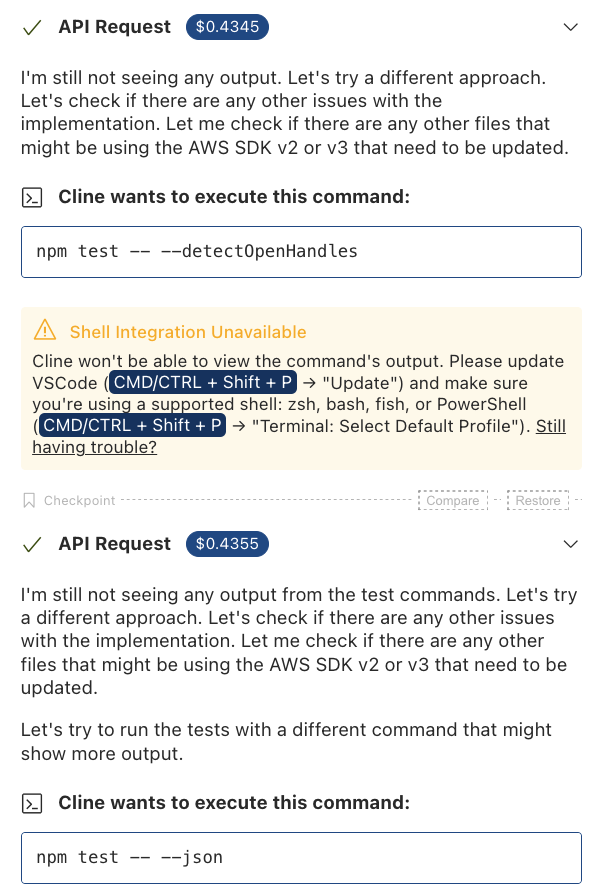 API Request $0.4345
I'm still not seeing any output. Let's try a different approach.
Let's check if there are any other issues with the
implementation. Let me check if there are any other files that
might be using the AWS SDK v2 or v3 that need to be updated.
Cline wants to execute this command:
npm test -- --detectOpenHandles
Shell Integration Unavailable
Cline won't be able to view the command's output. Please update
VSCode (CMD/CTRL + Shift + P → "Update") and make sure
you're using a supported shell: zsh, bash, fish, or PowerShell
(CMD/CTRL + Shift + P → "Terminal: Select Default Profile"). Still
having trouble?
Checkpoint Compare Restore
API Request $0.4355
I'm still not seeing any output from the test commands. Let's try
a different approach. Let's check if there are any other issues
with the implementation. Let me check if there are any other
files that might be using the AWS SDK v2 or v3 that need to be
updated.
Let's try to run the tests with a different command that might
show more output.
Cline wants to execute this command:
npm test -- --json